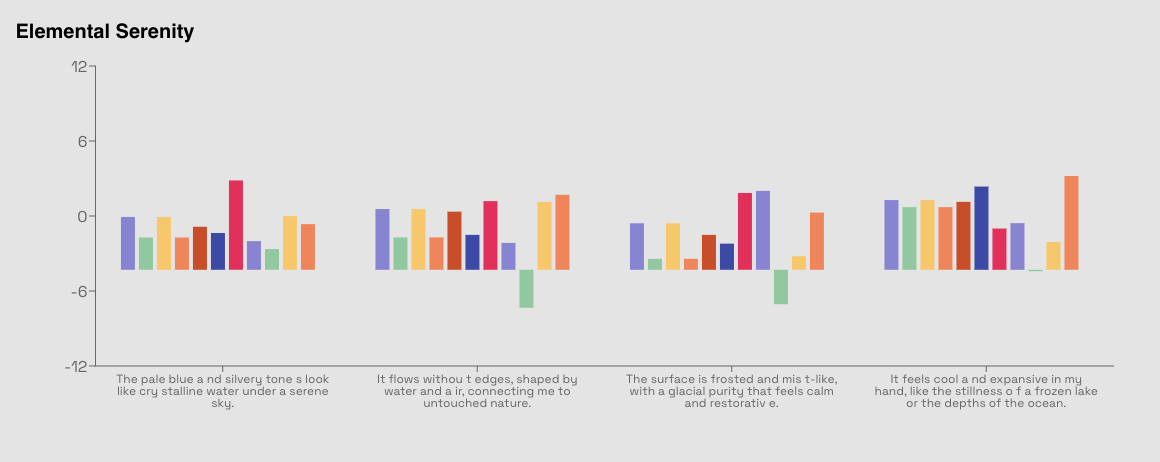 Elemental Serenity
12
6
0
-6
-12
The pale blue a nd silvery tone s look
like cry stalline water under a serene
sky.
It flows withou t edges, shaped by
water and a ir, connecting me to
untouched nature.
The surface is frosted and mis t-like,
with a glacial purity that feels calm
and restorativ e.
It feels cool a nd expansive in my
hand, like the stillness o f a frozen lake
or the depths of the ocean.